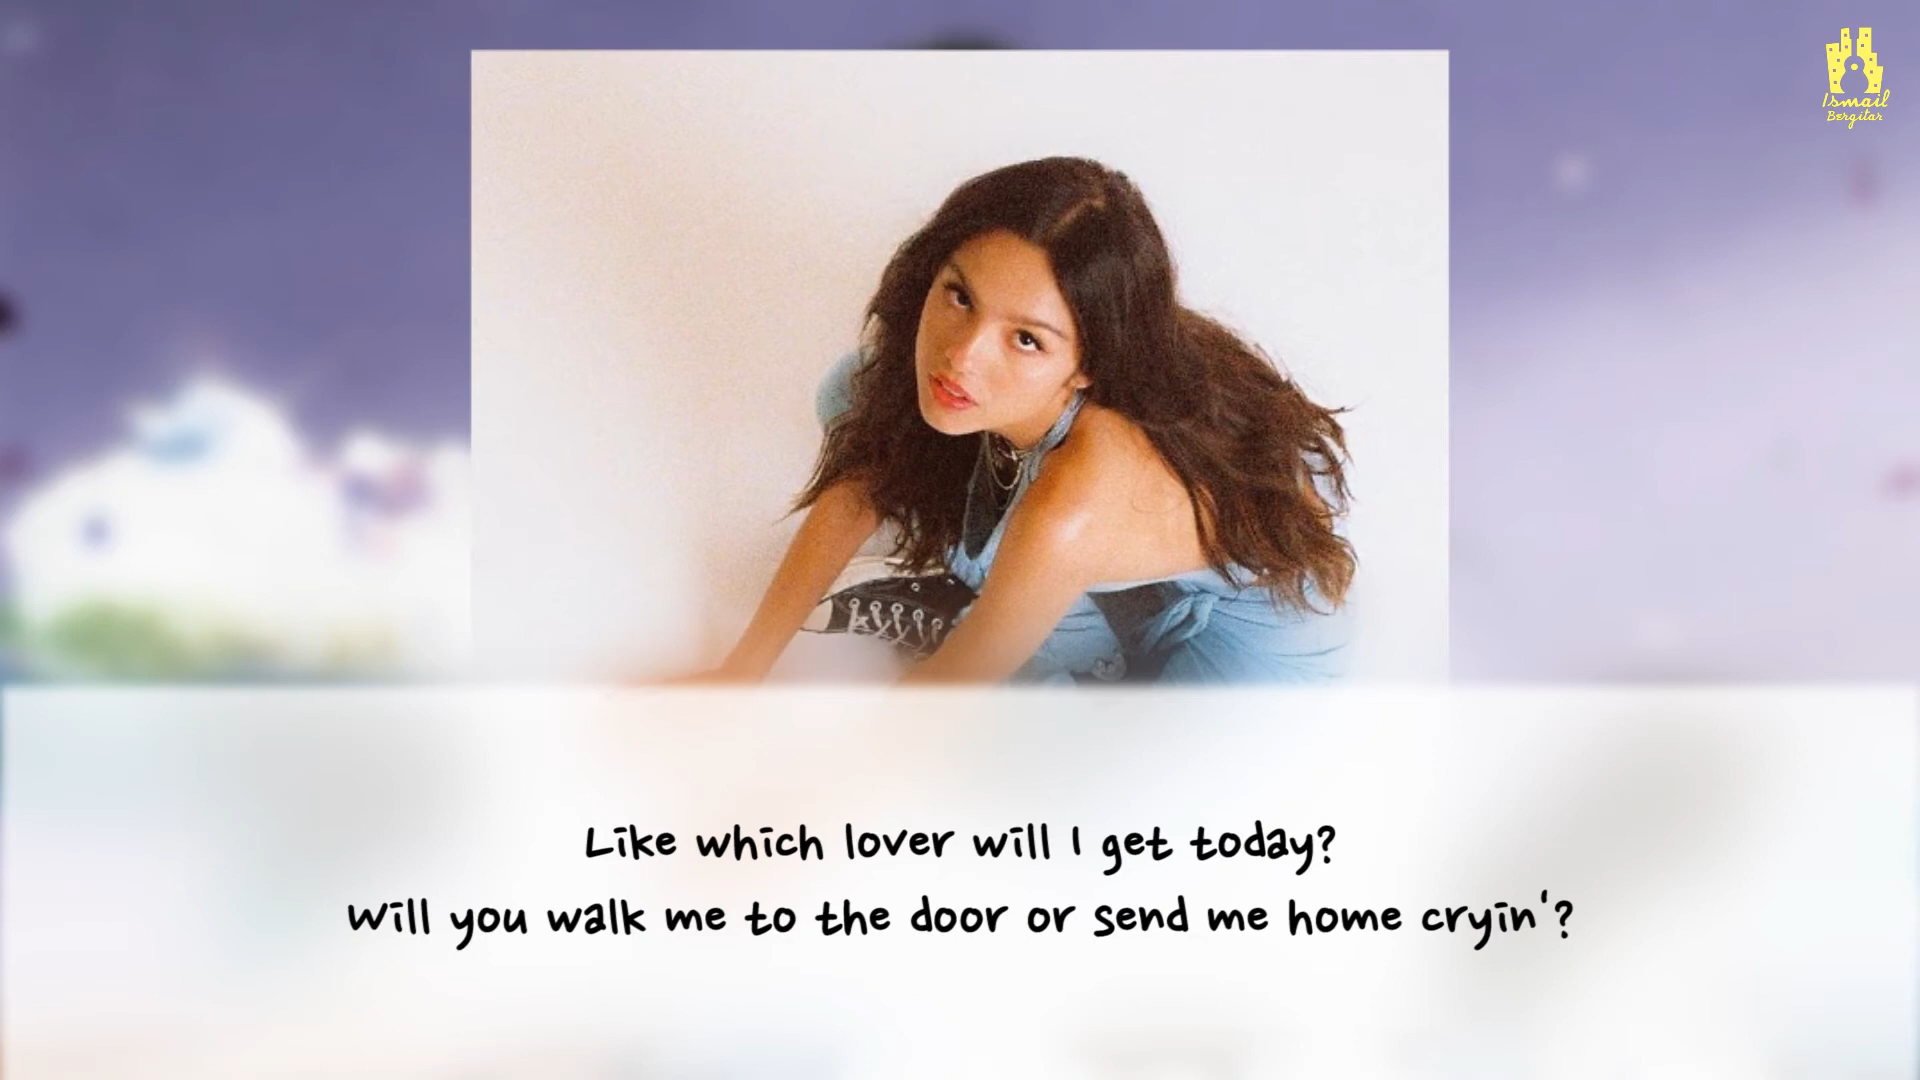 Ismail
Bergitar
Like which lover will I get today?
Will you walk me to the door or send me home cryin'?